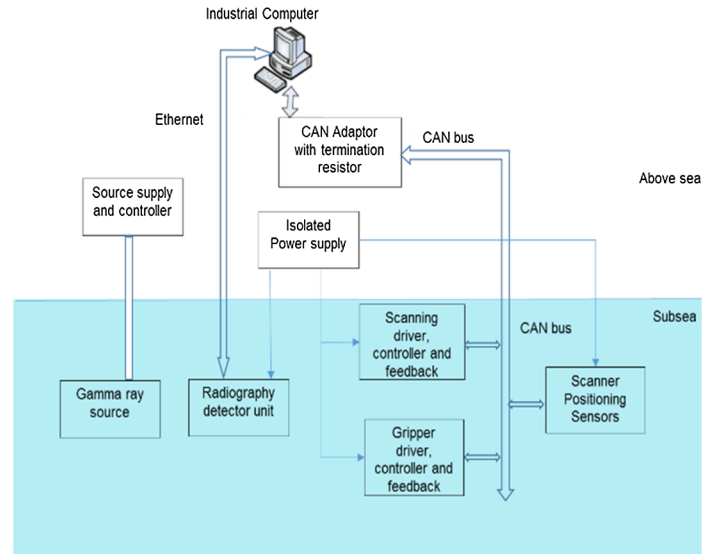 Industrial Computer
Ethernet
CAN Adaptor
with termination
resistor
CAN bus
Above sea
Source supply
and controller
Isolated
Power supply
Subsea
Scanning
driver,
controller and
feedback
CAN bus
Gamma ray
source
Radiography
detector unit
Scanner
Positioning
Sensors
Gripper
driver,
controller and
feedback